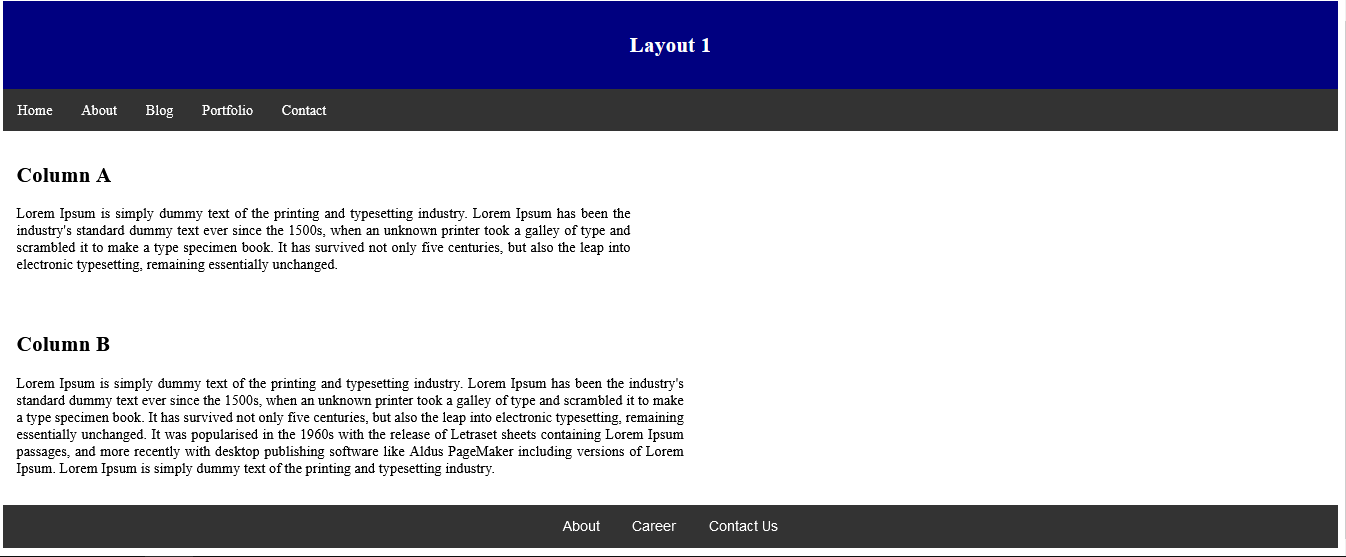 Layout 1
Home About Blog Portfolio Contact
Column A
Lorem Ipsum is simply dummy text of the printing and typesetting industry. Lorem Ipsum has been the
industry's standard dummy text ever since the 1500s, when an unknown printer took a galley of type and
scrambled it to make a type specimen book. It has survived not only five centuries, but also the leap into
electronic typesetting, remaining essentially unchanged.
Column B
Lorem Ipsum is simply dummy text of the printing and typesetting industry. Lorem Ipsum has been the industry's
standard dummy text ever since the 1500s, when an unknown printer took a galley of type and scrambled it to make
a type specimen book. It has survived not only five centuries, but also the leap into electronic typesetting, remaining
essentially unchanged. It was popularised in the 1960s with the release of Letraset sheets containing Lorem Ipsum
passages, and more recently with desktop publishing software like Aldus PageMaker including versions of Lorem
Ipsum. Lorem Ipsum is simply dummy text of the printing and typesetting industry.
About Career Contact Us